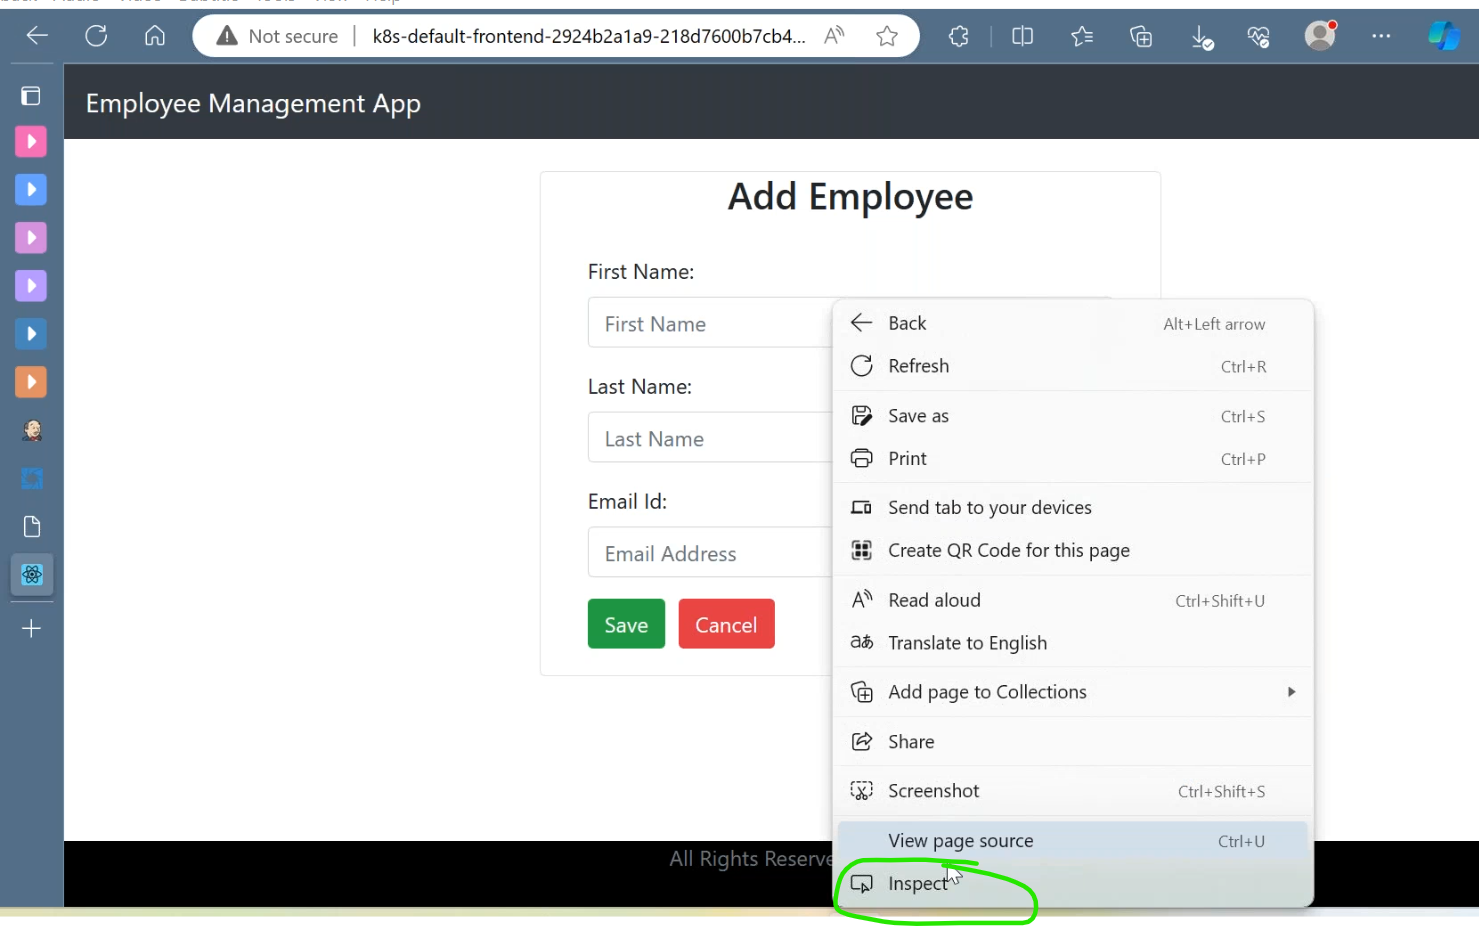 Not secure
k8s-default-frontend-2924b2a1a9-218d7600b7cb4...
Employee Management App
Add Employee
First Name:
First Name
Last Name:
Last Name
Email Id:
Email Address
Save Cancel
Back Alt+Left arrow
Refresh Ctrl+R
Save as Ctrl+S
Print Ctrl+P
Send tab to your devices
Create QR Code for this page
Read aloud Ctrl+Shift+U
Translate to English
Add page to Collections
Share
Screenshot Ctrl+Shift+S
View page source Ctrl+U
Inspect
All Rights Reserve